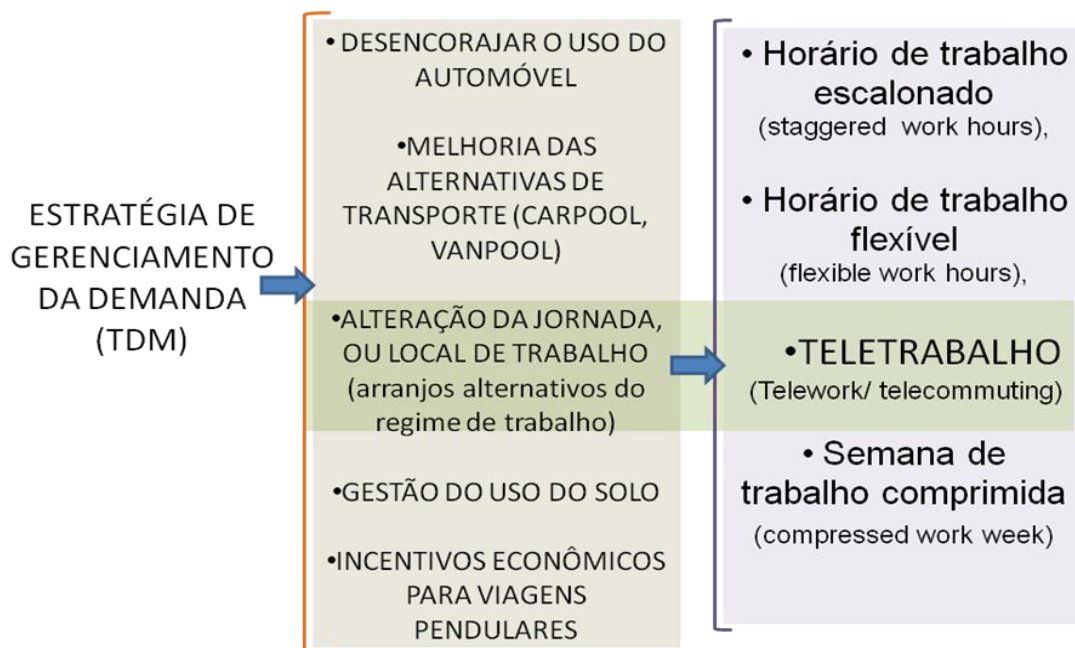 ESTRATÉGIA DE
GERENCIAMENTO
DA DEMANDA
(TDM)
•DESENCORAJAR O USO DO
AUTOMÓVEL
•MELHORIA DAS
ALTERNATIVAS DE
TRANSPORTE (CARPOOL,
VANPOOL)
•ALTERAÇÃO DA JORNADA,
OU LOCAL DE TRABALHO
(arranjos alternativos do
regime de trabalho)
•GESTÃO DO USO DO SOLO
•INCENTIVOS ECONÔMICOS
PARA VIAGENS
PENDULARES
• Horário de trabalho
escalonado
(staggered work hours),
• Horário de trabalho
flexível
(flexible work hours),
•TELETRABALHO
(Telework/ telecommuting)
• Semana de
trabalho comprimida
(compressed work week)